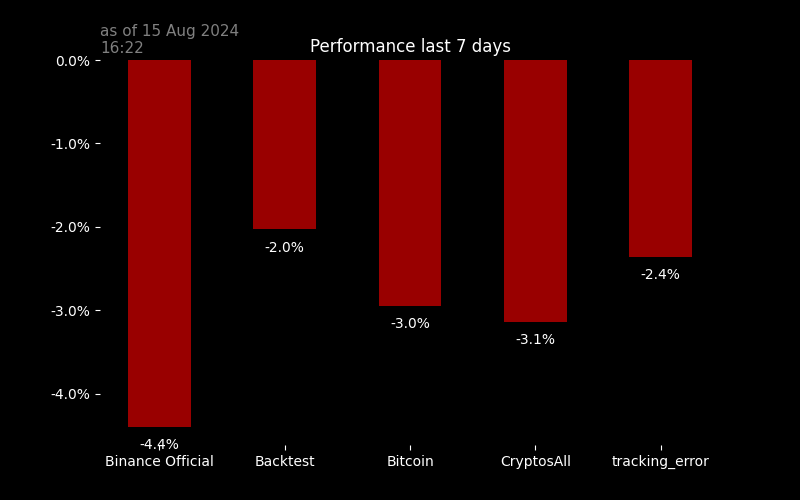 as of 15 Aug 2024
16:22
Performance last 7 days
0.0%
-1.0%
-2.0%
-3.0%
-4.0%
-4.4%
-2.0%
-3.0%
-3.1%
-2.4%
Binance Official
Backtest
Bitcoin
CryptosAll
tracking_error